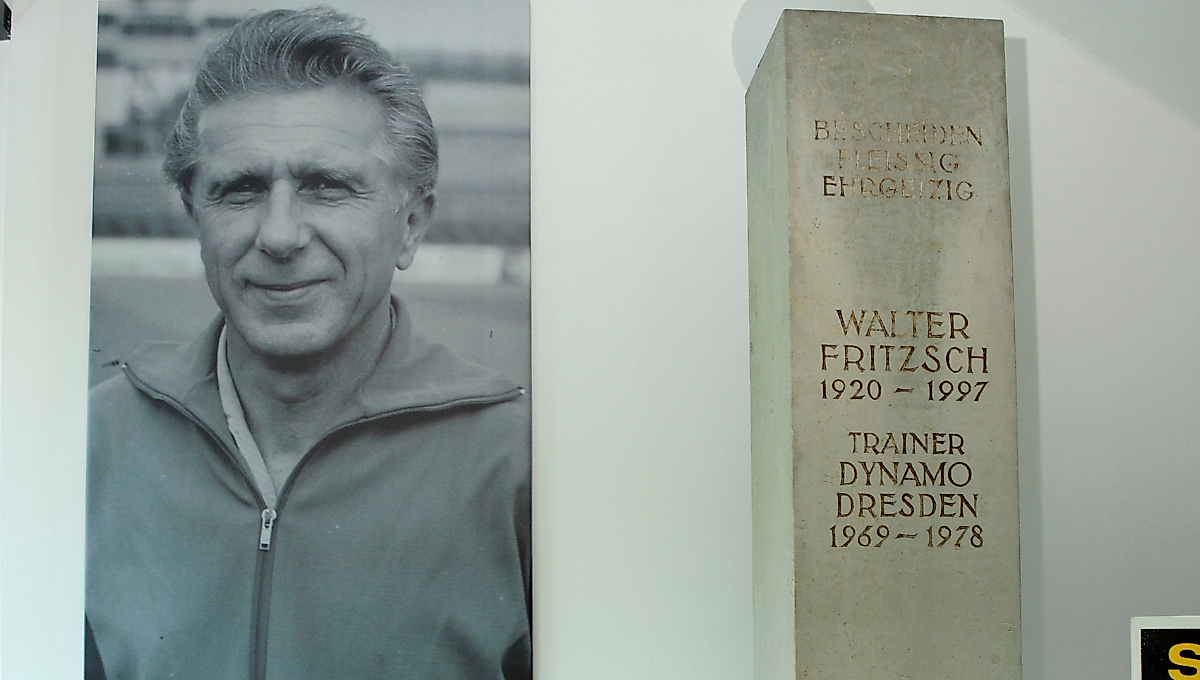 BESCHEIDEN
FLEISSIG
EHRGEIZIG
WALTER
FRITZSCH
1920 – 1997
TRAINER
DYNAMO
DRESDEN
1969 – 1978
S